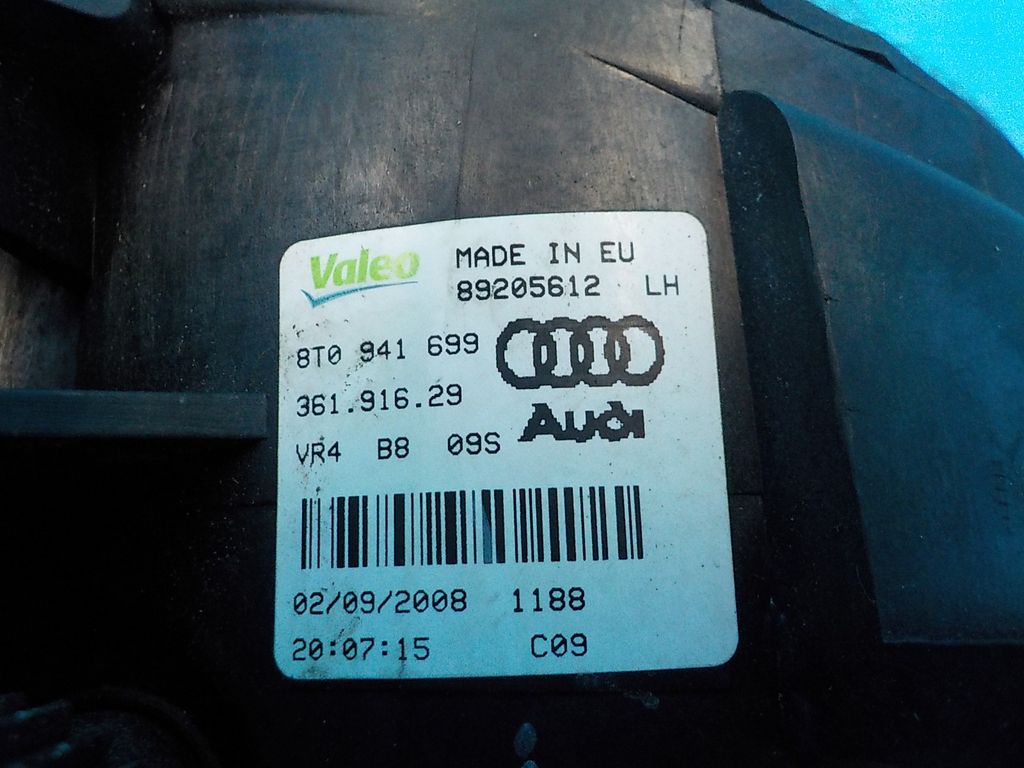 Valeo MADE IN EU
89205612 LH
8T0 941 699
361.916.29
VR4 B8 09S Audi
02/09/2008 1188
20:07:15 C09